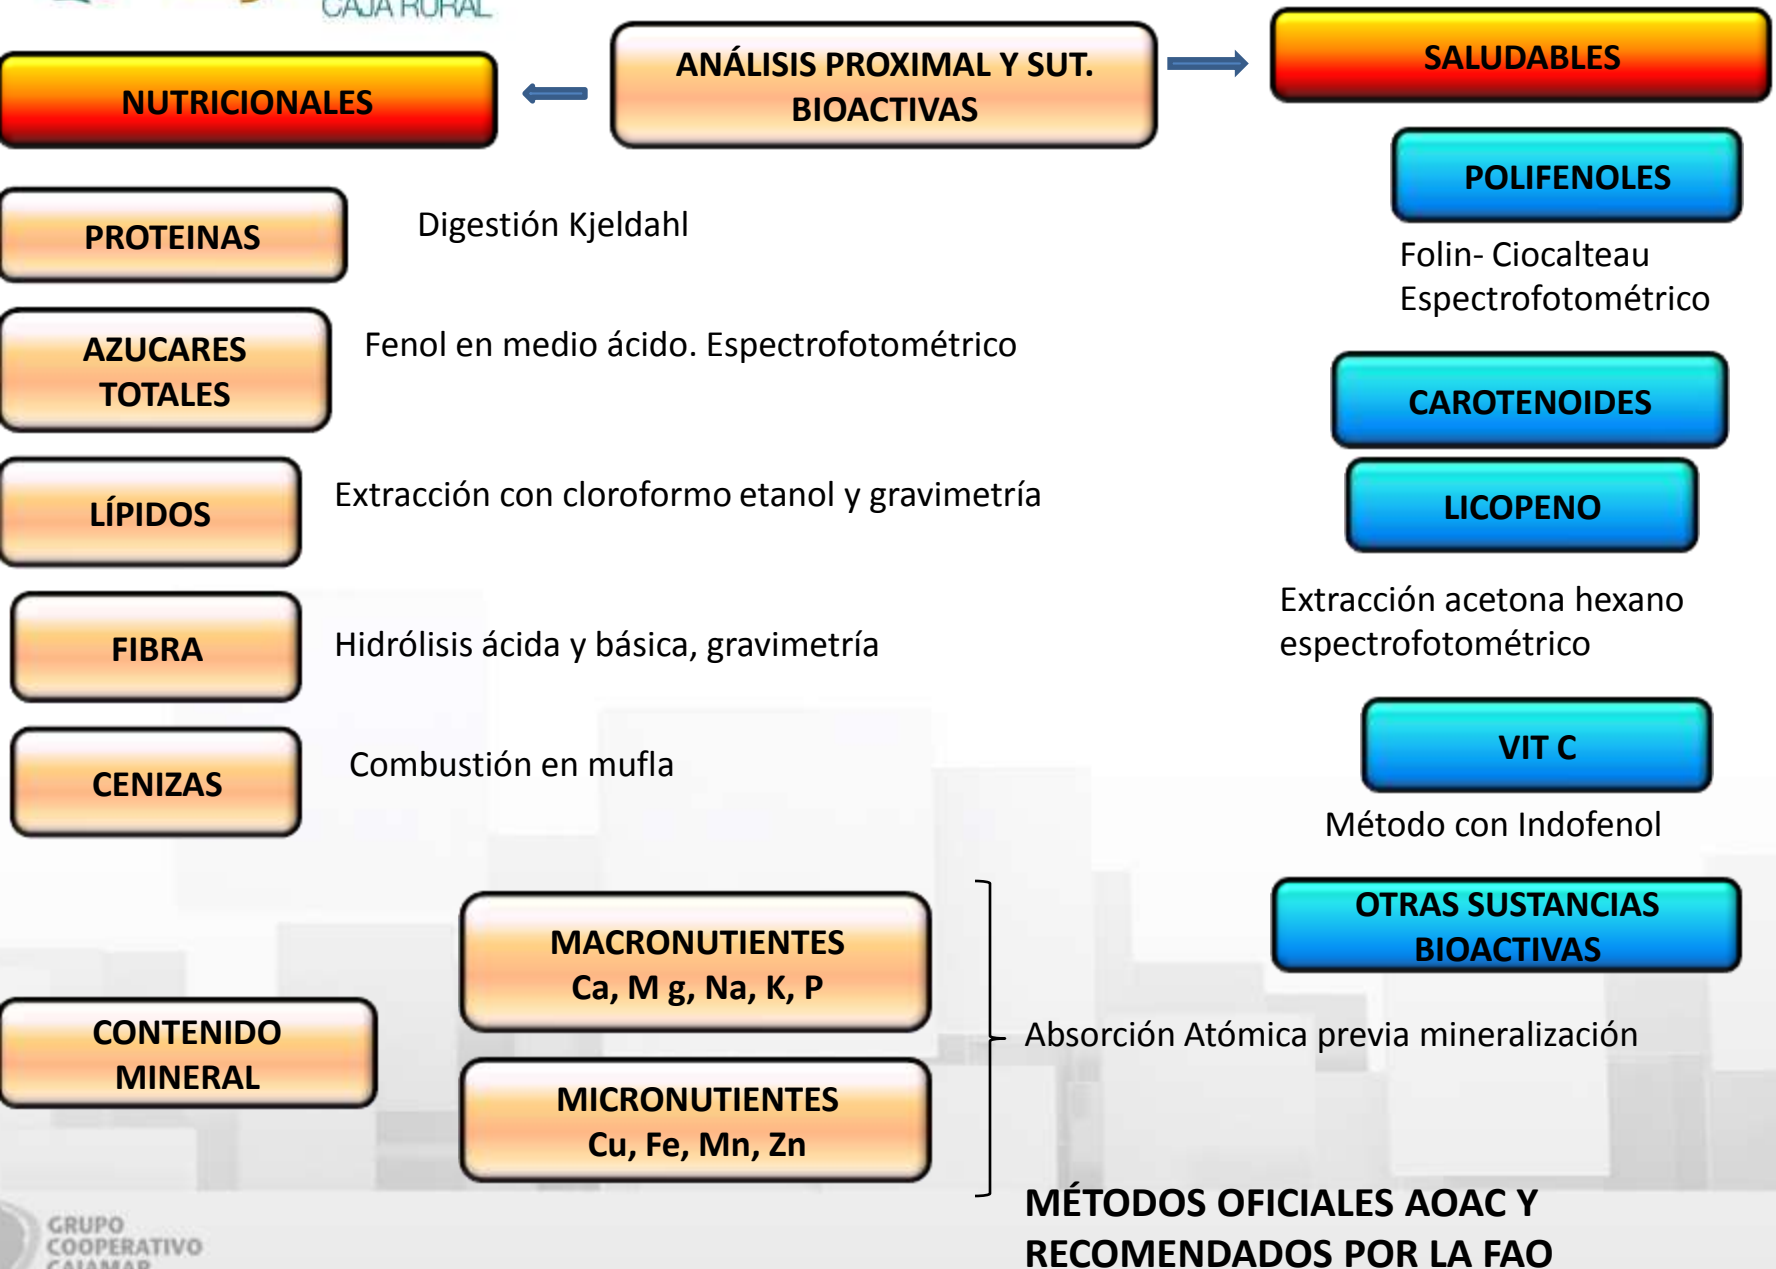 CAJA RURAL
ANÁLISIS PROXIMAL Y SUT.
BIOACTIVAS
NUTRICIONALES
SALUDABLES
PROTEINAS
Digestión Kjeldahl
AZUCARES
TOTALES
Fenol en medio ácido. Espectrofotométrico
LÍPIDOS
Extracción con cloroformo etanol y gravimetría
FIBRA
Hidrólisis ácida y básica, gravimetría
CENIZAS
Combustión en mufla
CONTENIDO
MINERAL
MACRONUTIENTES
Ca, M g, Na, K, P
MICRONUTIENTES
Cu, Fe, Mn, Zn
Absorción Atómica previa mineralización
POLIFENOLES
Folin- Ciocalteau
Espectrofotométrico
CAROTENOIDES
LICOPENO
Extracción acetona hexano
espectrofotométrico
VIT C
Método con Indofenol
OTRAS SUSTANCIAS
BIOACTIVAS
MÉTODOS OFICIALES AOAC Y
RECOMENDADOS POR LA FAO
GRUPO
COOPERATIVO
CAJAMAR